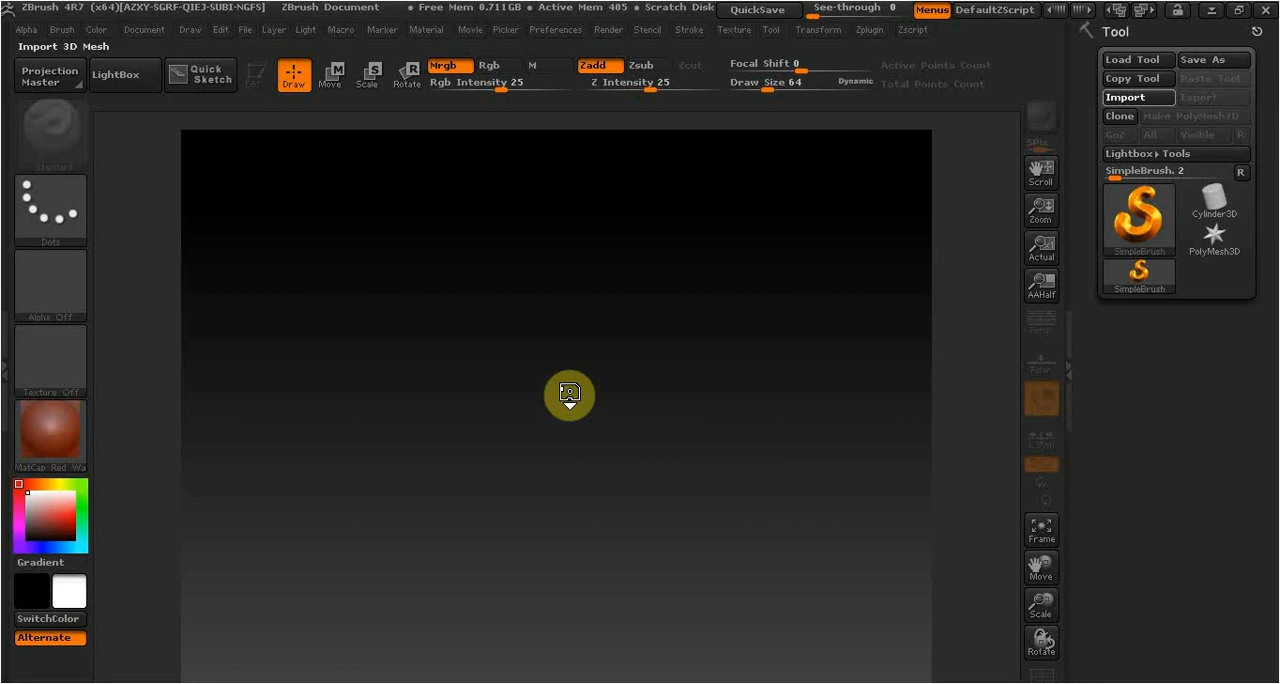 ZBrush 4R7 (x64)[AZXY-SGRF-QIEJ-SUBI-NGFS] ZBrush Document • Free Mem 0.711GB • Active Mem 405 • Scratch Disk QuickSave See-through 0 Menus DefaultZScript
Alpha Brush Color Document Draw Edit File Layer Light Macro Marker Material Movie Picker Preferences Render Stencil Stroke Texture Tool Transform Zplugin Zscript
Import 3D Mesh
Projection Master
LightBox
Quick Sketch
Edit
Draw
Move
Scale
Rotate
Mrgb Rgb M
Rgb Intensity 25
Zadd Zsub Zcut
Z Intensity 25
Focal Shift 0
Draw Size 64 Dynamic
Active Points Count
Total Points Count
Standard
Dots
Alpha Off
Texture Off
MatCap Red Wa
Gradient
SwitchColor
Alternate
SPix
Scroll
Zoom
Actual
AAHalf
Persp
Floor
Frame
Move
Scale
Rotate
Tool
Load Tool Save As
Copy Tool Paste Tool
Import Export
Clone Make PolyMesh3D
GoZ All Visible R
Lightbox▸Tools
SimpleBrush. 2 R
SimpleBrush
Cylinder3D
PolyMesh3D
SimpleBrush